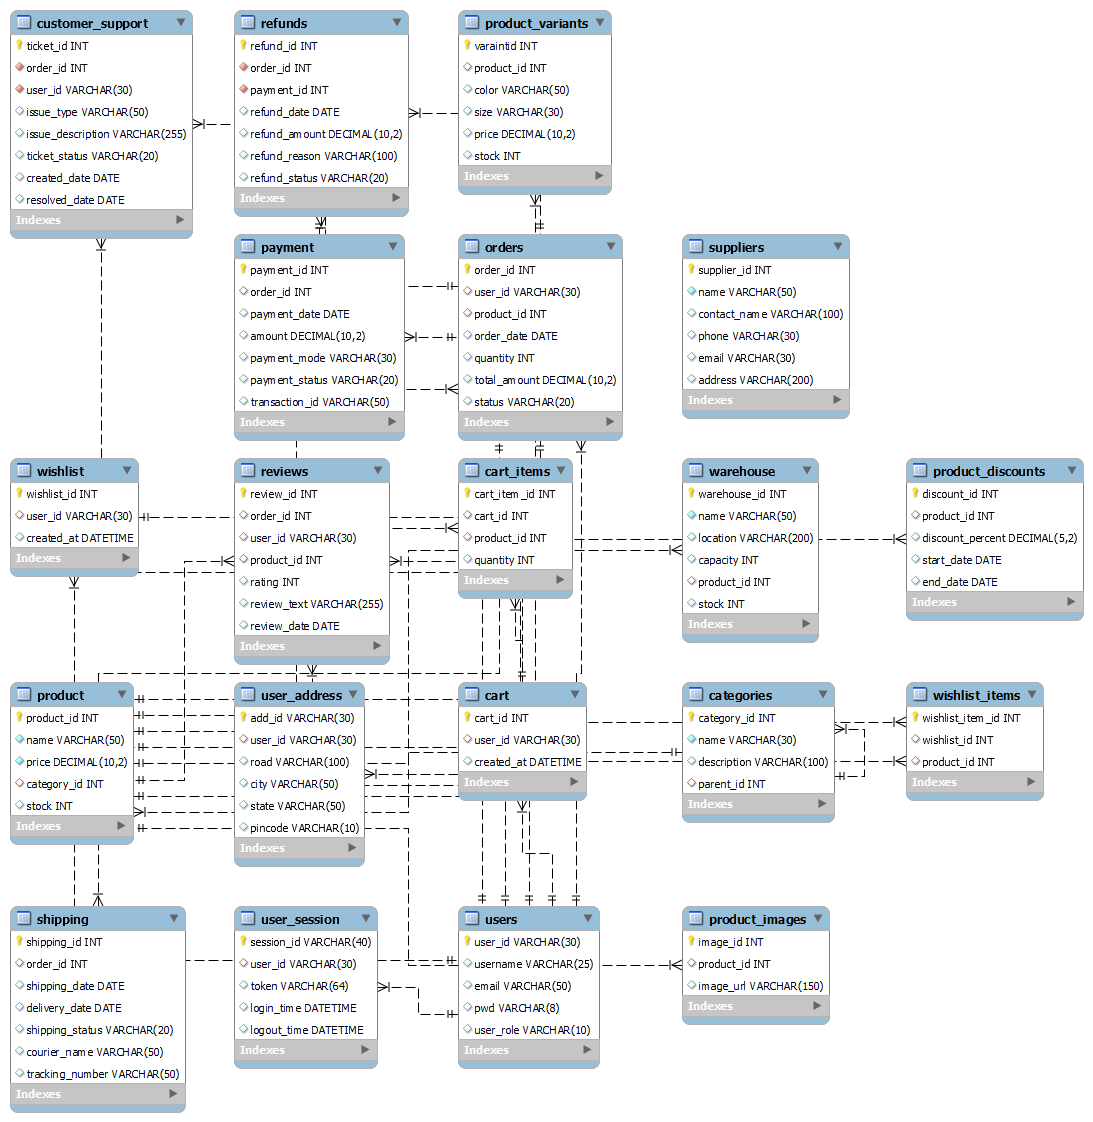 customer_support
ticket_id INT
order_id INT
user_id VARCHAR(30)
issue_type VARCHAR(50)
issue_description VARCHAR(255)
ticket_status VARCHAR(20)
created_date DATE
resolved_date DATE
Indexes
refunds
refund_id INT
order_id INT
payment_id INT
refund_date DATE
refund_amount DECIMAL(10,2)
refund_reason VARCHAR(100)
refund_status VARCHAR(20)
Indexes
product_variants
varaintid INT
product_id INT
color VARCHAR(50)
size VARCHAR(30)
price DECIMAL(10,2)
stock INT
Indexes
payment
payment_id INT
order_id INT
payment_date DATE
amount DECIMAL(10,2)
payment_mode VARCHAR(30)
payment_status VARCHAR(20)
transaction_id VARCHAR(50)
Indexes
orders
order_id INT
user_id VARCHAR(30)
product_id INT
order_date DATE
quantity INT
total_amount DECIMAL(10,2)
status VARCHAR(20)
Indexes
suppliers
supplier_id INT
name VARCHAR(50)
contact_name VARCHAR(100)
phone VARCHAR(30)
email VARCHAR(30)
address VARCHAR(200)
Indexes
wishlist
wishlist_id INT
user_id VARCHAR(30)
created_at DATETIME
Indexes
reviews
review_id INT
order_id INT
user_id VARCHAR(30)
product_id INT
rating INT
review_text VARCHAR(255)
review_date DATE
Indexes
cart_items
cart_item_id INT
cart_id INT
product_id INT
quantity INT
Indexes
warehouse
warehouse_id INT
name VARCHAR(50)
location VARCHAR(200)
capacity INT
product_id INT
stock INT
Indexes
product_discounts
discount_id INT
product_id INT
discount_percent DECIMAL(5,2)
start_date DATE
end_date DATE
Indexes
product
product_id INT
name VARCHAR(50)
price DECIMAL(10,2)
category_id INT
stock INT
Indexes
user_address
add_id VARCHAR(30)
user_id VARCHAR(30)
road VARCHAR(100)
city VARCHAR(50)
state VARCHAR(50)
pincode VARCHAR(10)
Indexes
cart
cart_id INT
user_id VARCHAR(30)
created_at DATETIME
Indexes
categories
category_id INT
name VARCHAR(30)
description VARCHAR(100)
parent_id INT
Indexes
wishlist_items
wishlist_item_id INT
wishlist_id INT
product_id INT
Indexes
shipping
shipping_id INT
order_id INT
shipping_date DATE
delivery_date DATE
shipping_status VARCHAR(20)
courier_name VARCHAR(50)
tracking_number VARCHAR(50)
Indexes
user_session
session_id VARCHAR(40)
user_id VARCHAR(30)
token VARCHAR(64)
login_time DATETIME
logout_time DATETIME
Indexes
users
user_id VARCHAR(30)
username VARCHAR(25)
email VARCHAR(50)
pwd VARCHAR(8)
user_role VARCHAR(10)
Indexes
product_images
image_id INT
product_id INT
image_url VARCHAR(150)
Indexes